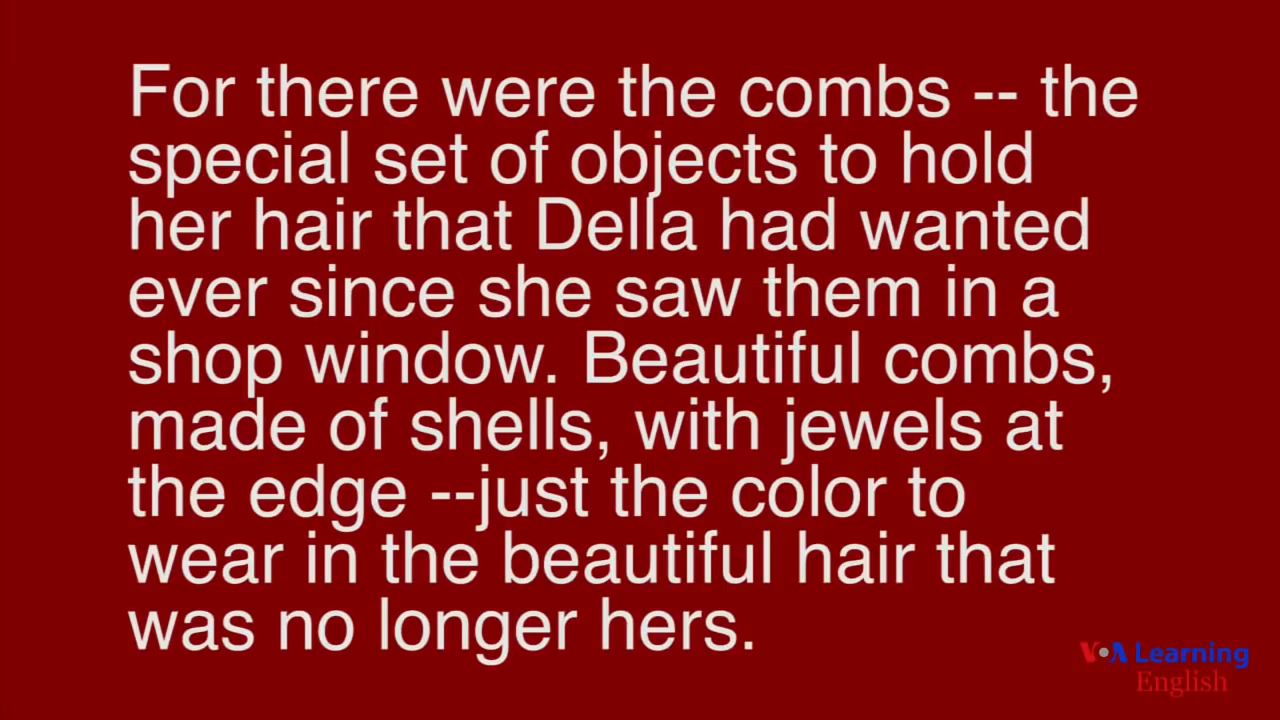 For there were the combs -- the
special set of objects to hold
her hair that Della had wanted
ever since she saw them in a
shop window. Beautiful combs,
made of shells, with jewels at
the edge --just the color to
wear in the beautiful hair that
was no longer hers.
VOA Learning
English